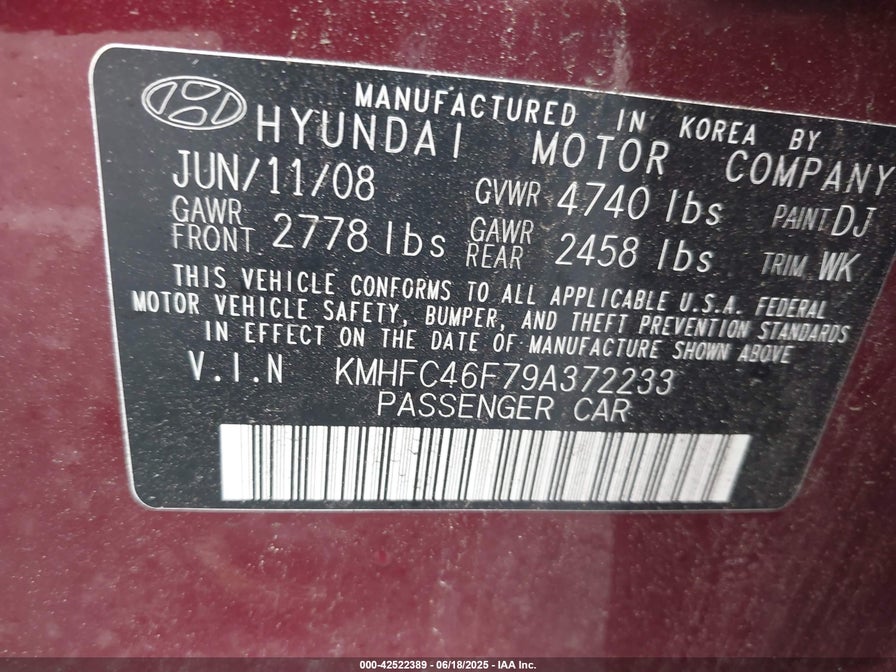 MANUFACTURED IN KOREA BY
HYUNDAI MOTOR COMPANY
JUN/11/08 GVWR 4740 lbs PAINT DJ
GAWR FRONT 2778 lbs GAWR REAR 2458 lbs TRIM WK
THIS VEHICLE CONFORMS TO ALL APPLICABLE U.S.A. FEDERAL
MOTOR VEHICLE SAFETY, BUMPER, AND THEFT PREVENTION STANDARDS
IN EFFECT ON THE DATE OF MANUFACTURE SHOWN ABOVE
V.I.N KMHFC46F79A372233
PASSENGER CAR
000-42522389 - 06/18/2025 - IAA Inc.